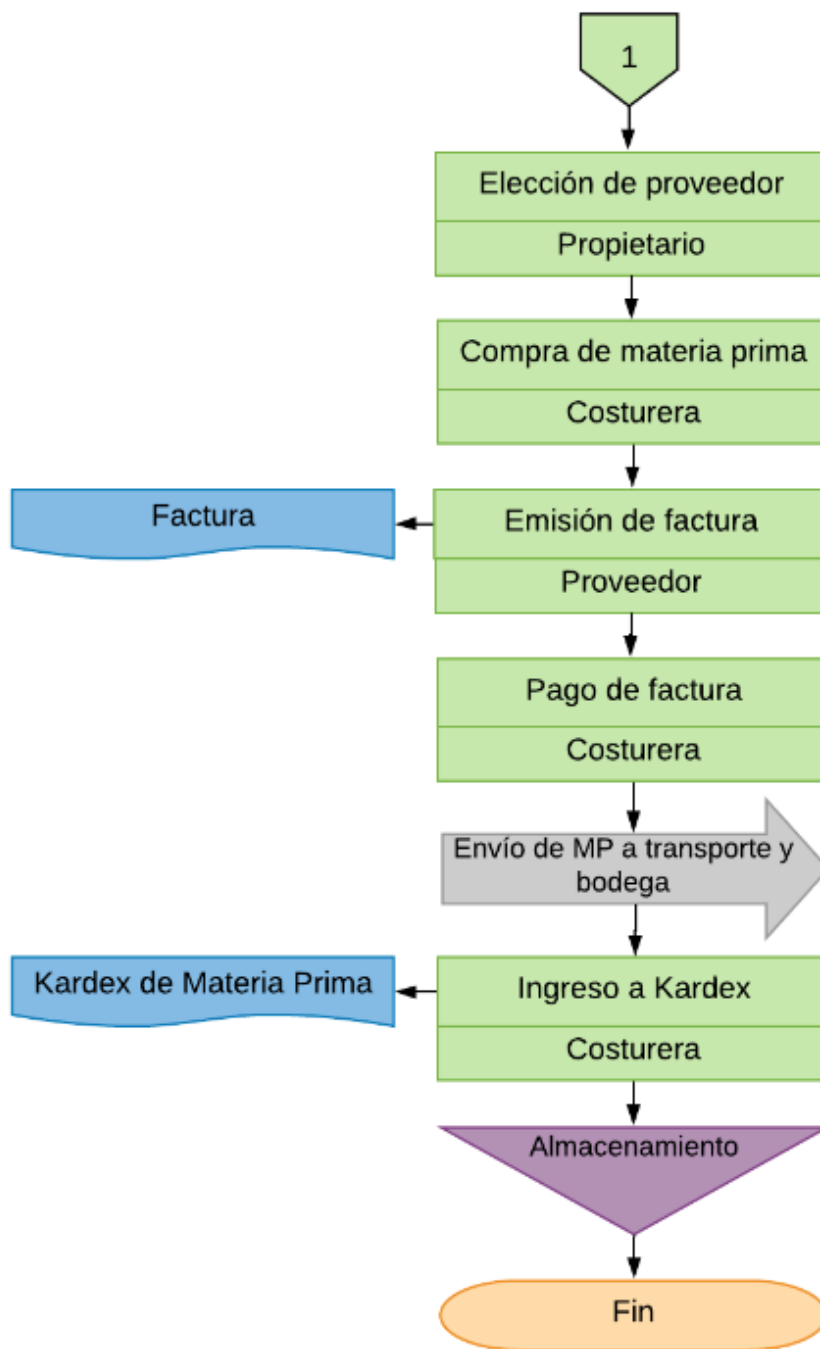 1
Elección de proveedor
Propietario
Compra de materia prima
Costurera
Factura
Emisión de factura
Proveedor
Pago de factura
Costurera
Envío de MP a transporte y
bodega
Kardex de Materia Prima
Ingreso a Kardex
Costurera
Almacenamiento
Fin